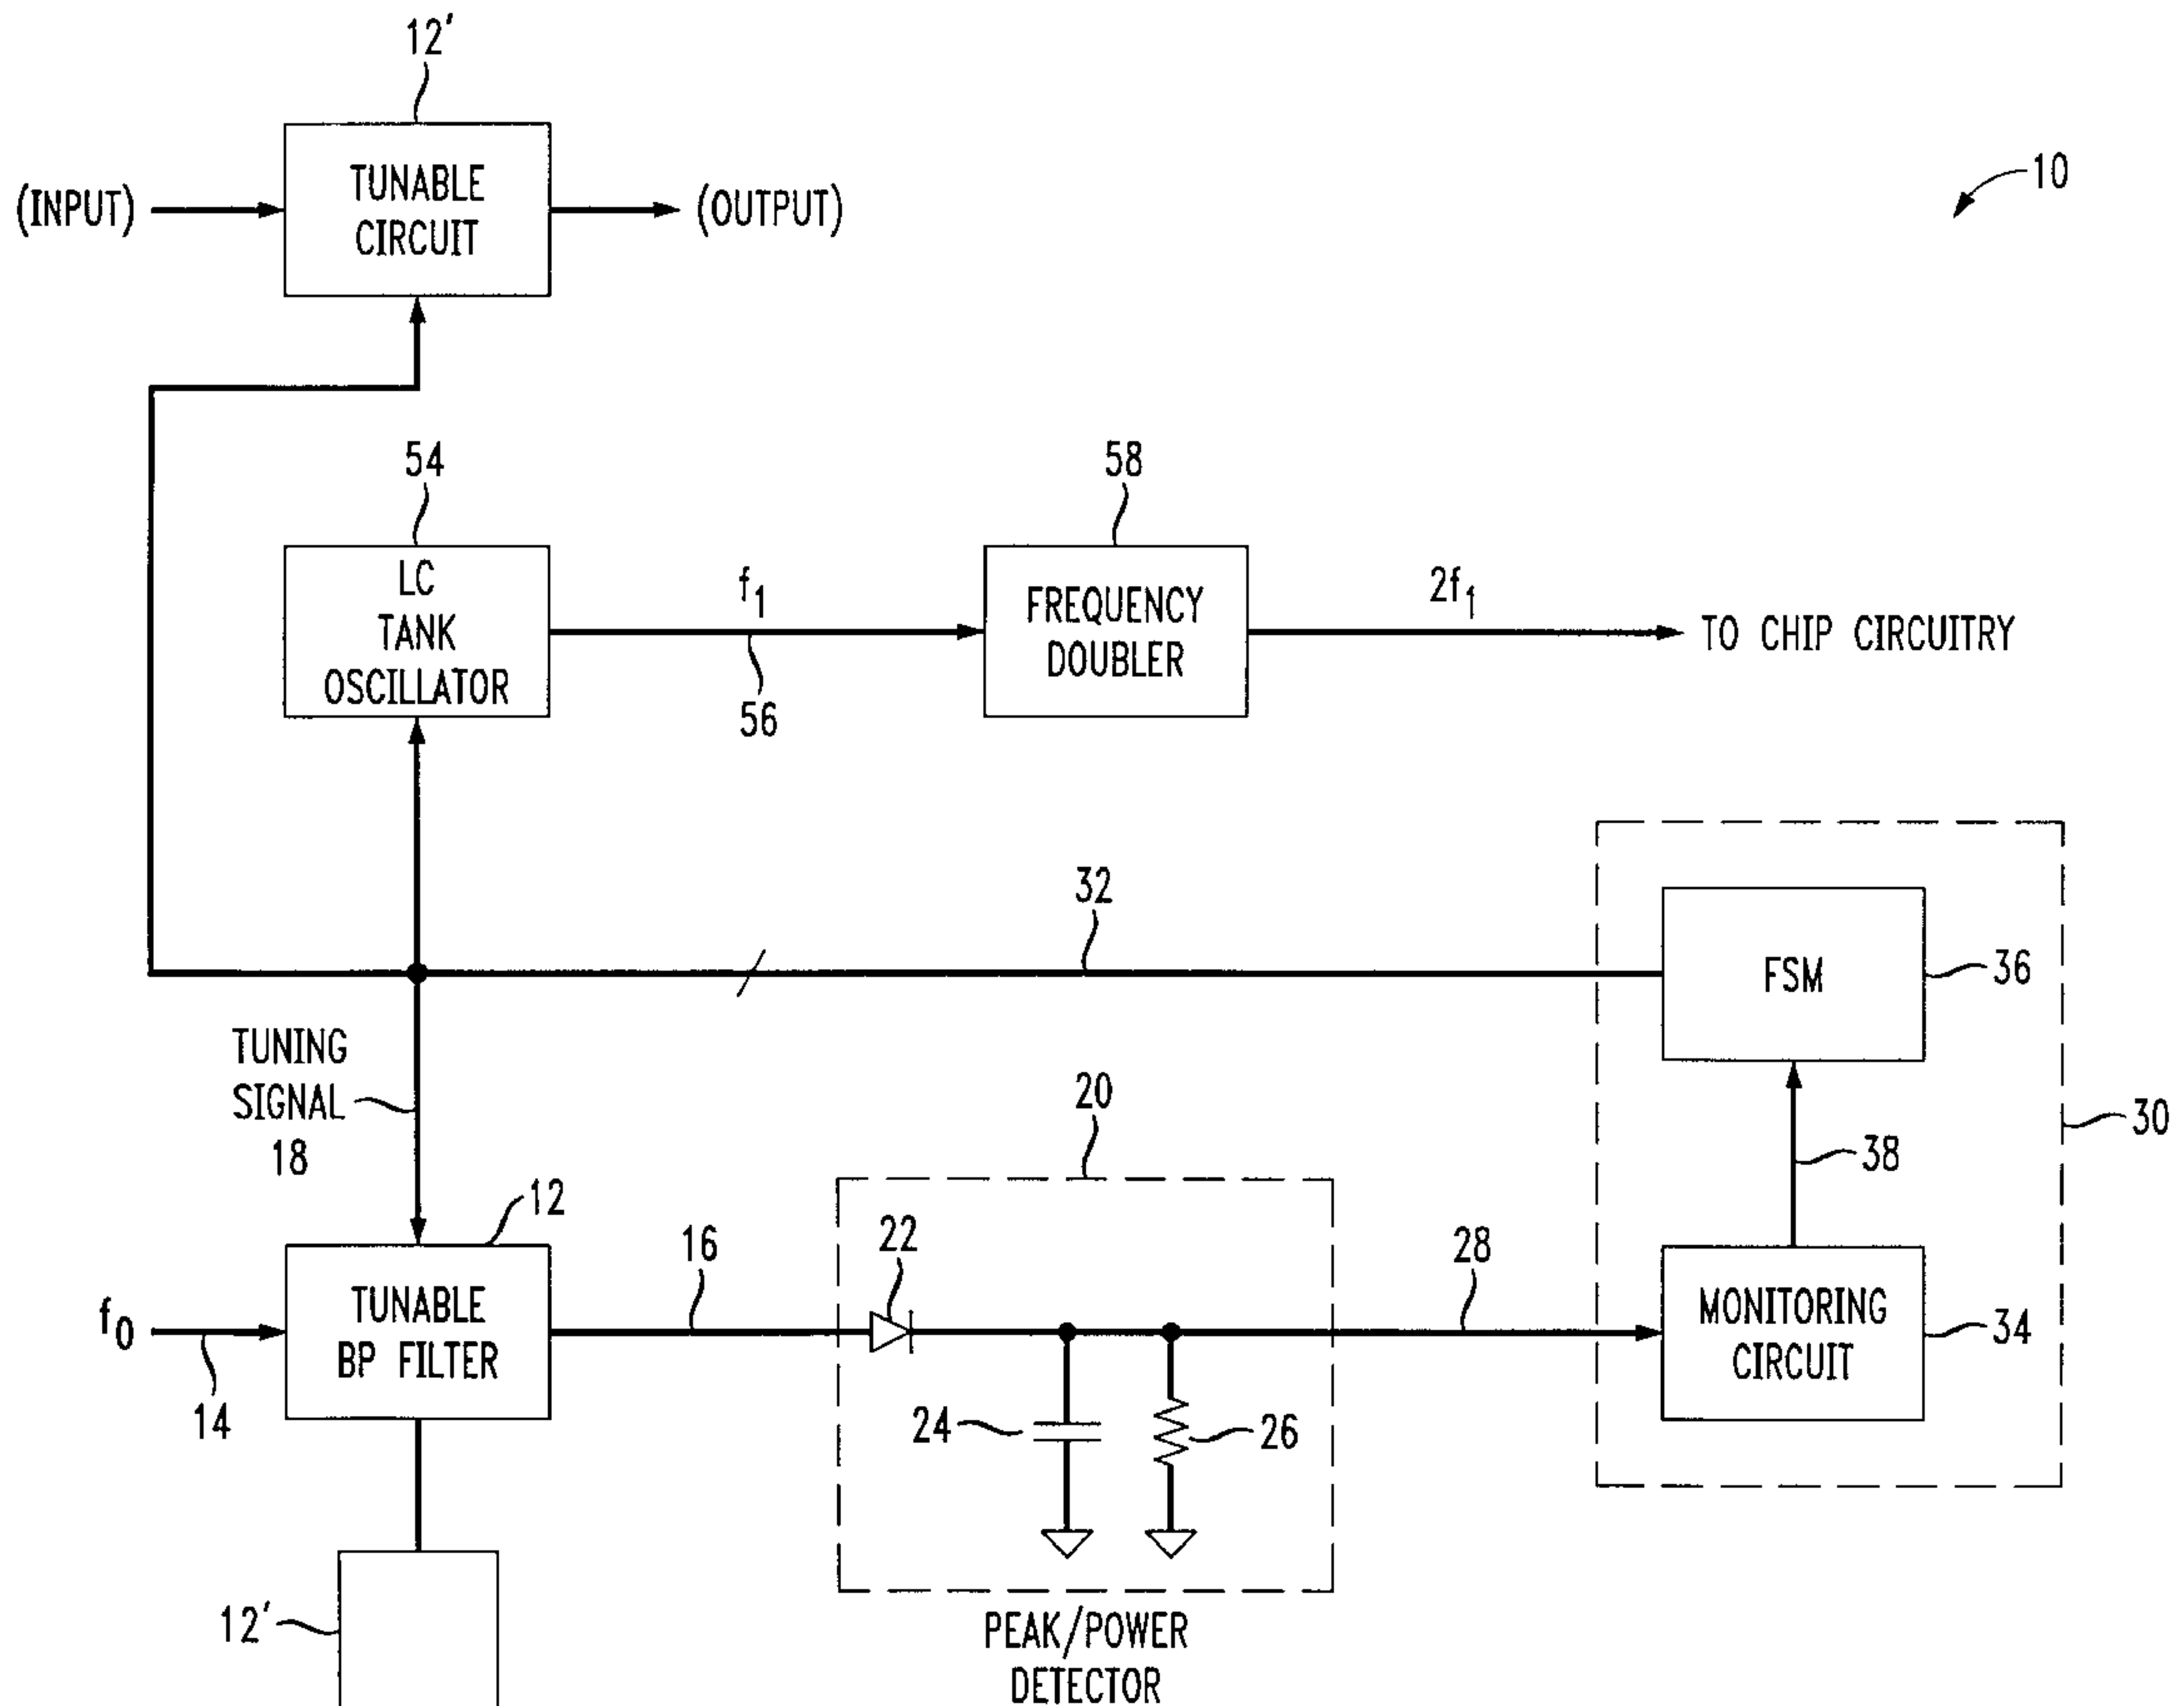 12'
TUNABLE
CIRCUIT
(INPUT)
(OUTPUT)
10
54
58
LC
TANK
OSCILLATOR
f1
56
FREQUENCY
DOUBLER
2f1
TO CHIP CIRCUITRY
32
FSM
36
TUNING
SIGNAL
18
20
30
38
12
16
22
28
f0
14
TUNABLE
BP FILTER
MONITORING
CIRCUIT
34
24
26
12'
PEAK/POWER
DETECTOR